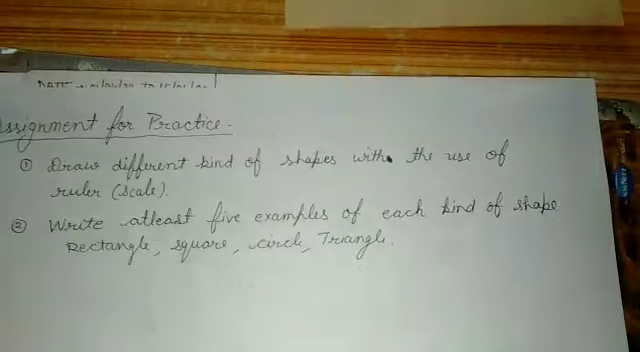 DATE
Assignment for Practice-
① Draw different kind of shapes with the use of
ruler (scale).
② Write atleast five examples of each kind of shape
Rectangle, square, circle, Triangle.